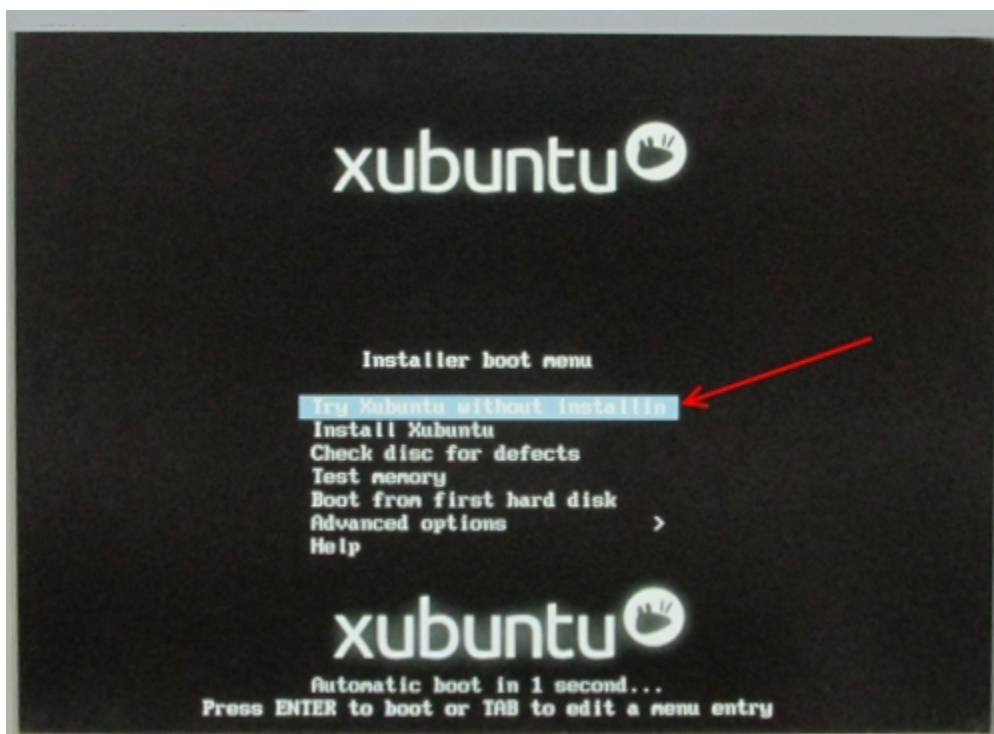 xubuntu
Installer boot menu
Try Xubuntu without installin
Install Xubuntu
Check disc for defects
Test memory
Boot from first hard disk
Advanced options >
Help
xubuntu
Automatic boot in 1 second...
Press ENTER to boot or TAB to edit a menu entry